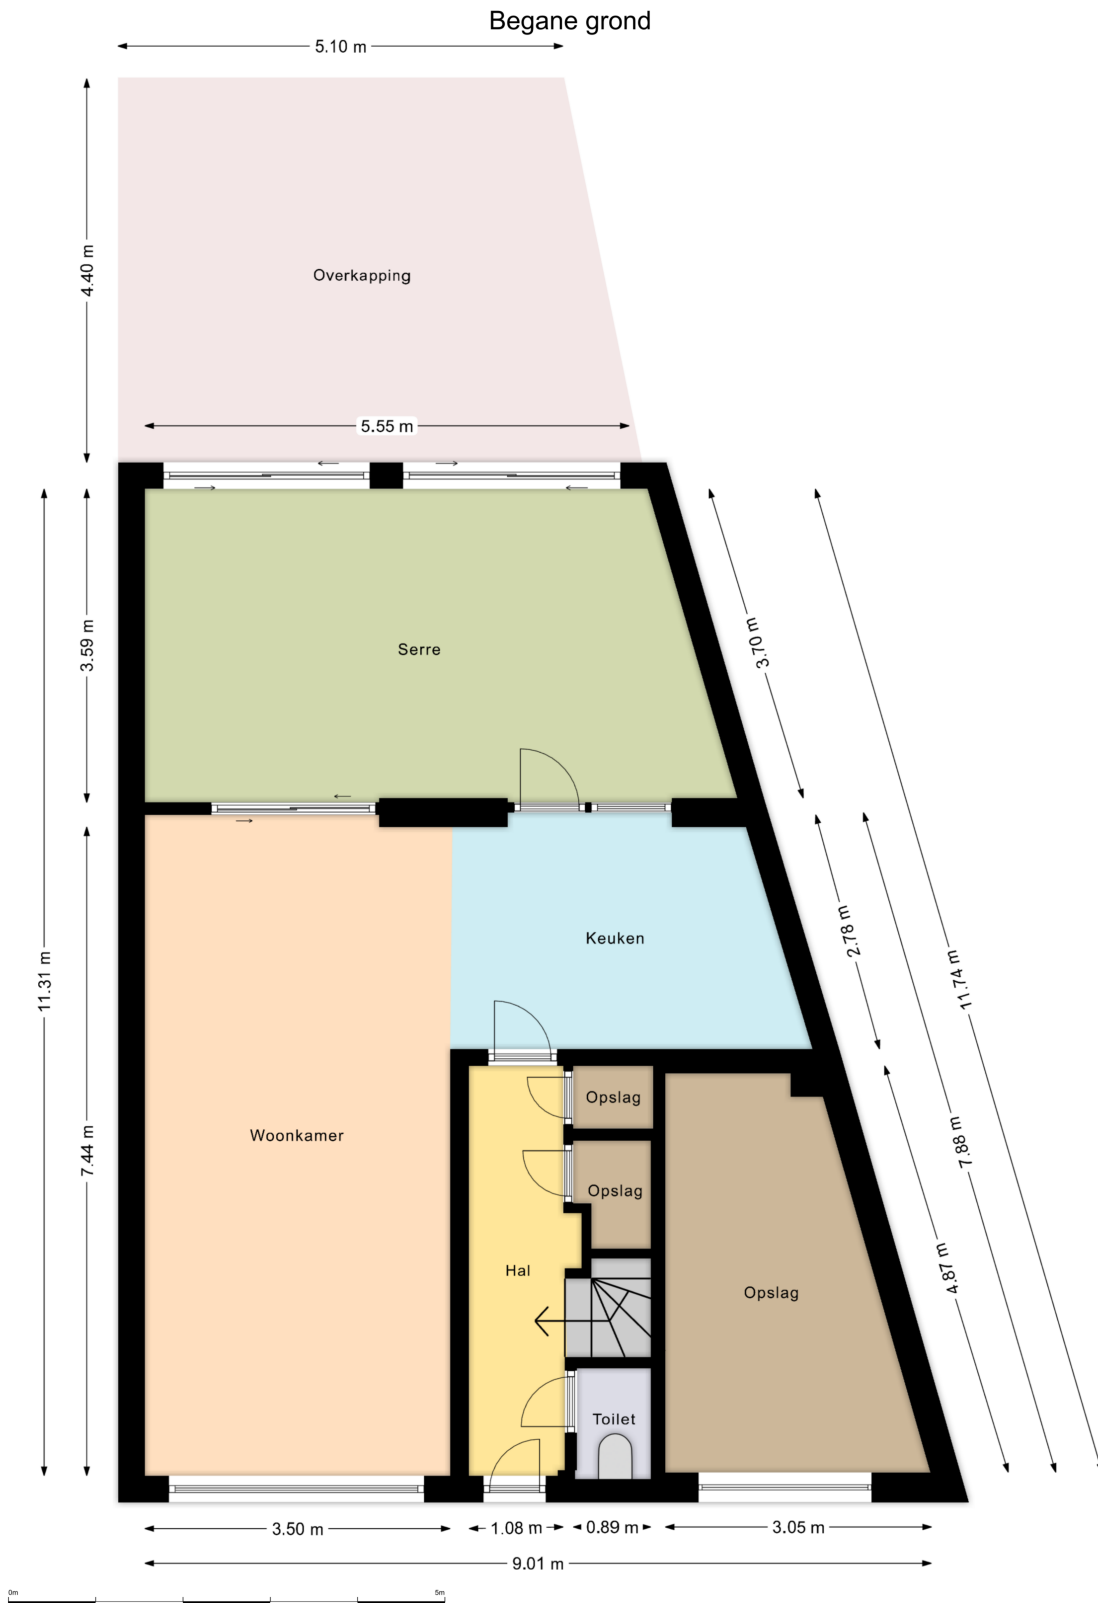 Begane grond
5.10 m
4.40 m
Overkapping
5.55 m
3.59 m
Serre
3.70 m
11.31 m
Keuken
2.78 m
11.74 m
Opslag
Woonkamer
7.44 m
7.88 m
Opslag
Hal
4.87 m
Opslag
Toilet
3.50 m
1.08 m
0.89 m
3.05 m
9.01 m
0m
5m